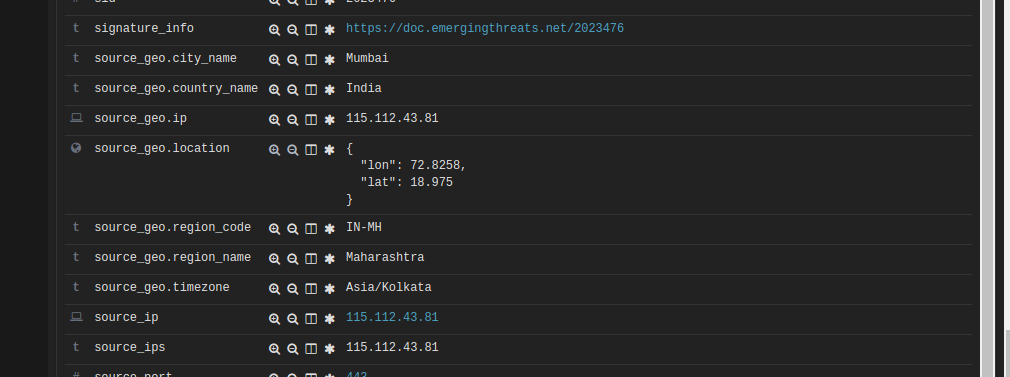 signature_info https://doc.emergingthreats.net/2023476
t source_geo.city_name Mumbai
t source_geo.country_name India
source_geo.ip 115.112.43.81
source_geo.location {
"lon": 72.8258,
"lat": 18.975
}
t source_geo.region_code IN-MH
t source_geo.region_name Maharashtra
t source_geo.timezone Asia/Kolkata
source_ip 115.112.43.81
t source_ips 115.112.43.81
# source_port 443